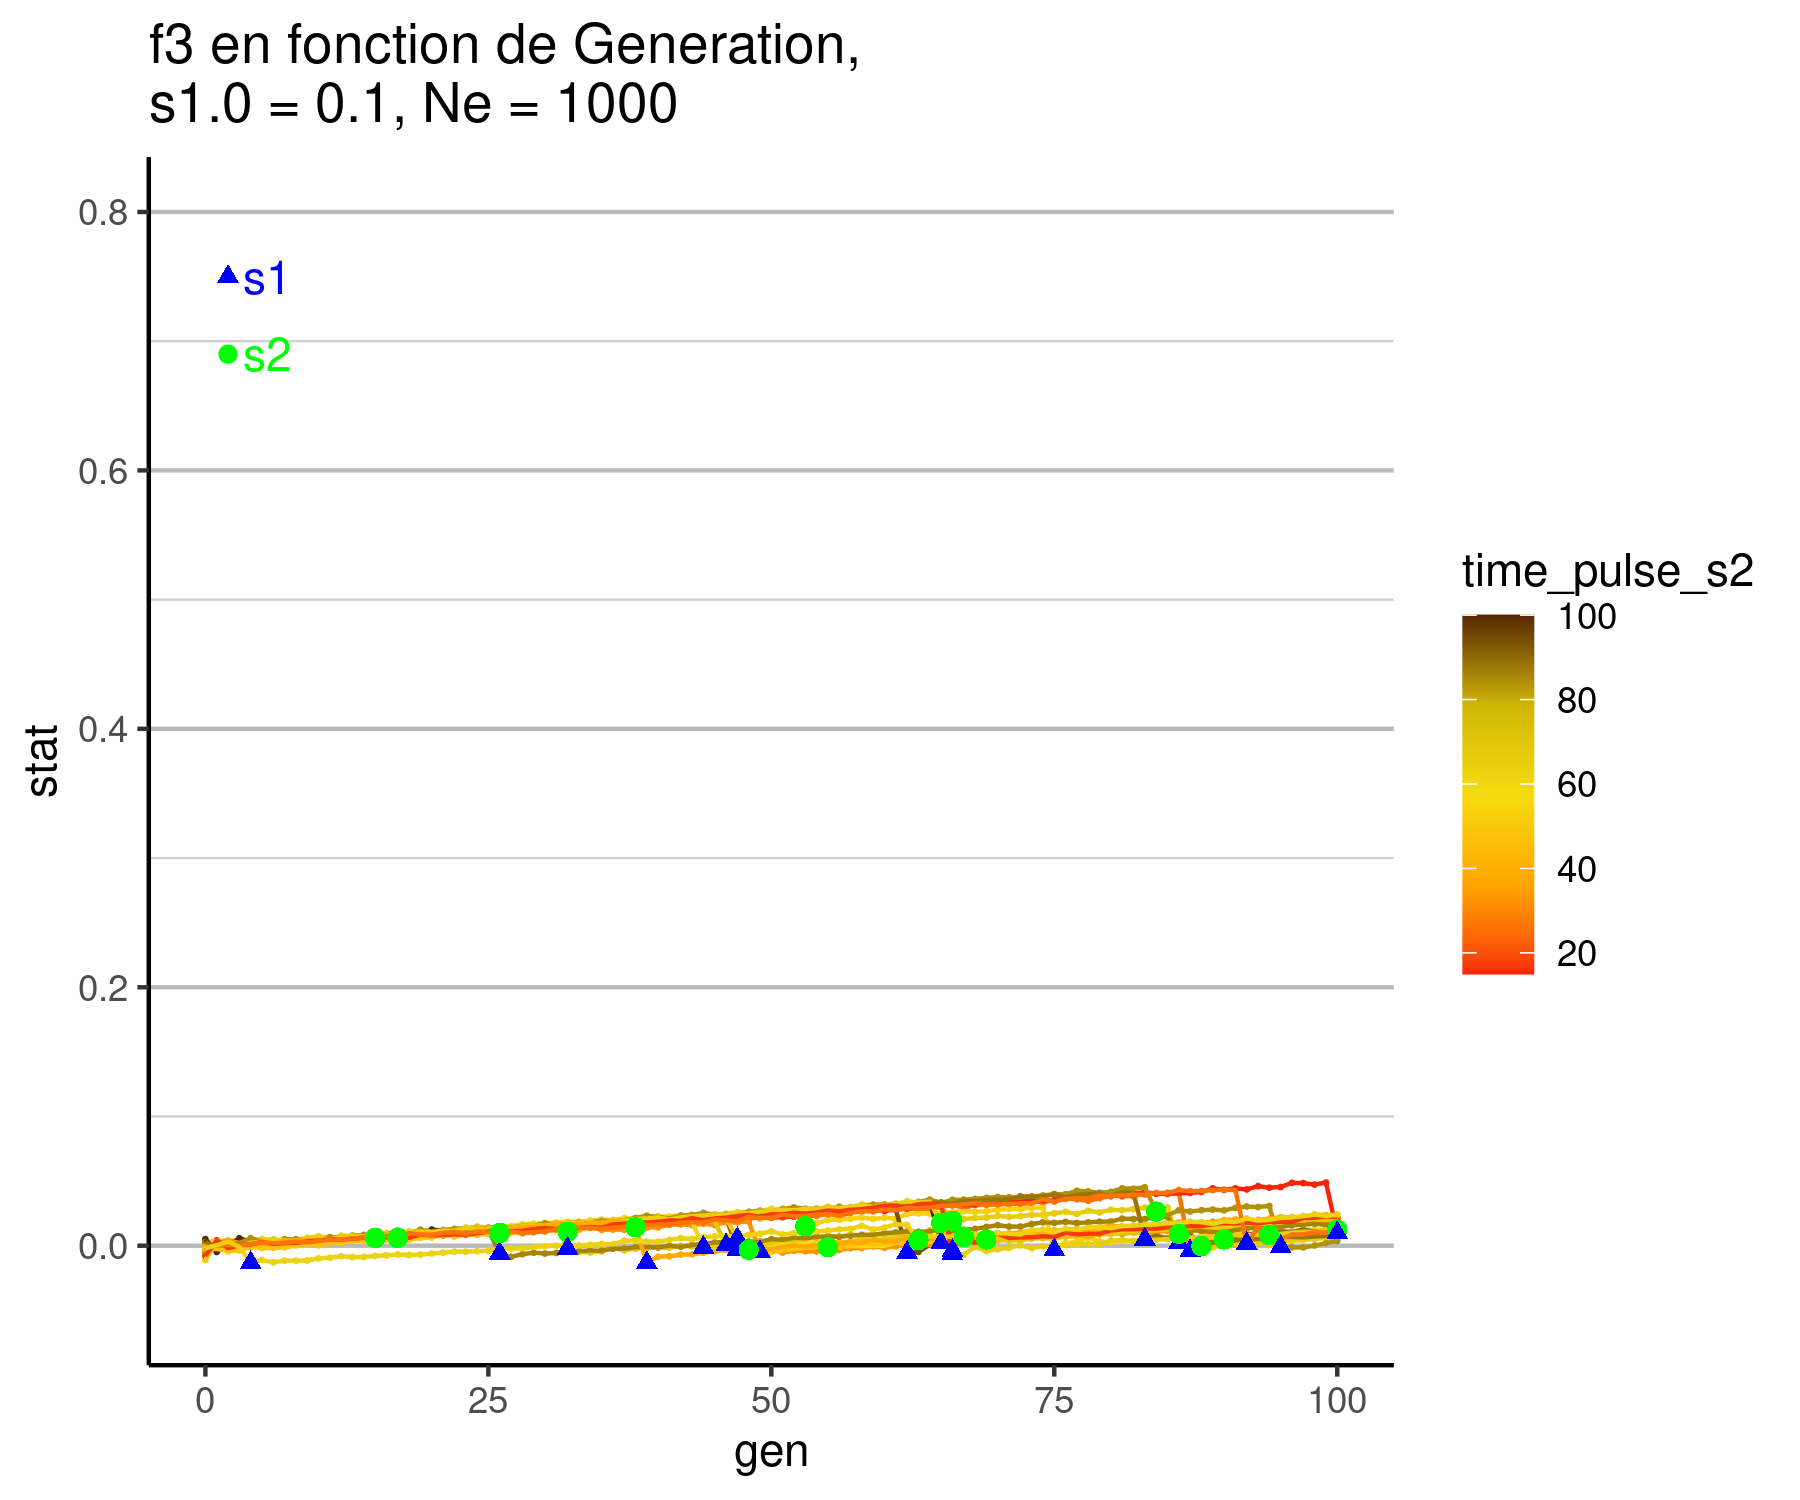 f3 en fonction de Generation,
s1.0 = 0.1, Ne = 1000
0.8
s1
s2
0.6
0.4
0.2
0.0
stat
0 25 50 75 100
gen
time_pulse_s2
100
80
60
40
20